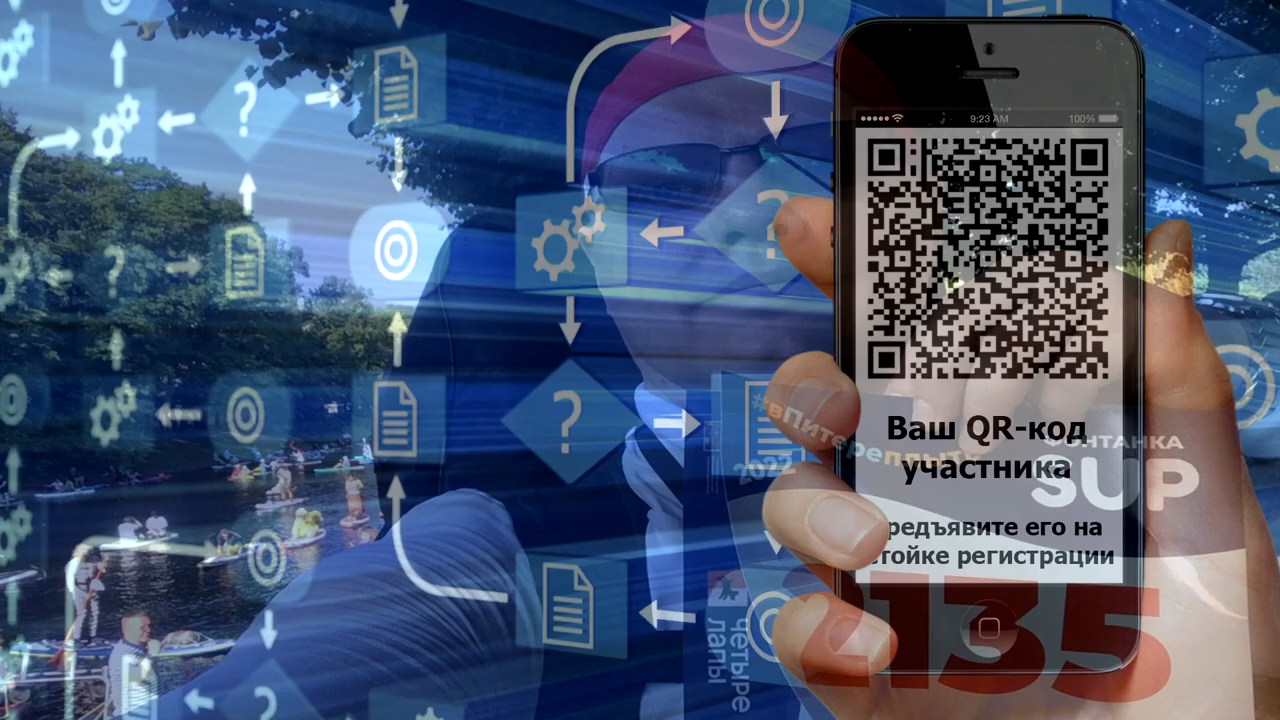 9:23 AM
100%
Ваш QR-код
участника
редъявите его на
тойке регистрации
#вПитереплыть
2022
ФОНТАНКА
SUP
135
ЧЕТЫРЕ
ЛАПЫ
?
?
?
?
?
?